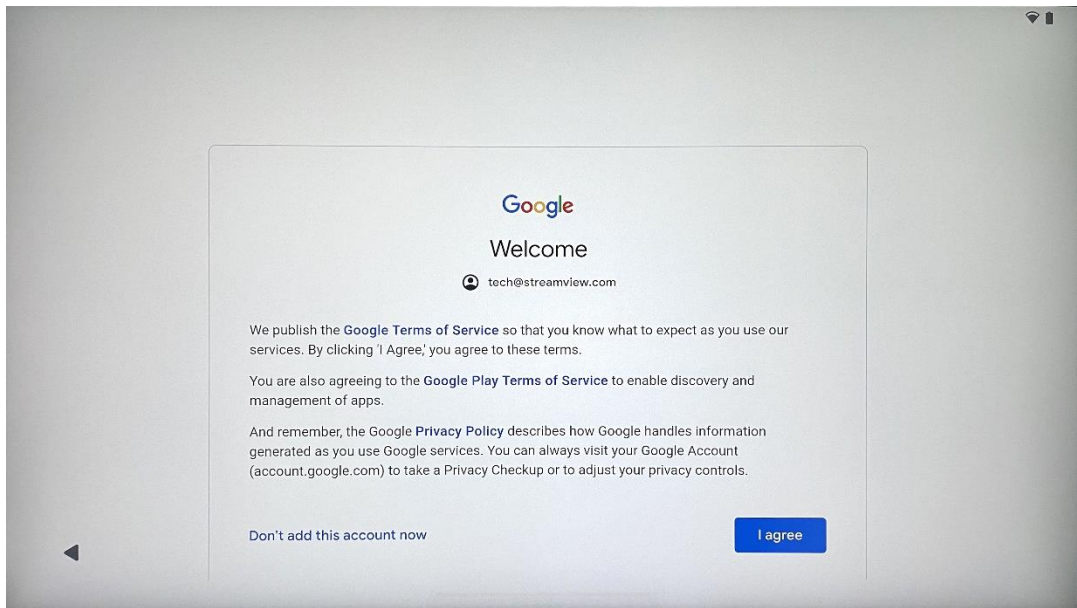 Google
Welcome
tech@streamview.com
We publish the Google Terms of Service so that you know what to expect as you use our
services. By clicking 'I Agree,' you agree to these terms.
You are also agreeing to the Google Play Terms of Service to enable discovery and
management of apps.
And remember, the Google Privacy Policy describes how Google handles information
generated as you use Google services. You can always visit your Google Account
(account.google.com) to take a Privacy Checkup or to adjust your privacy controls.
Don't add this account now
I agree